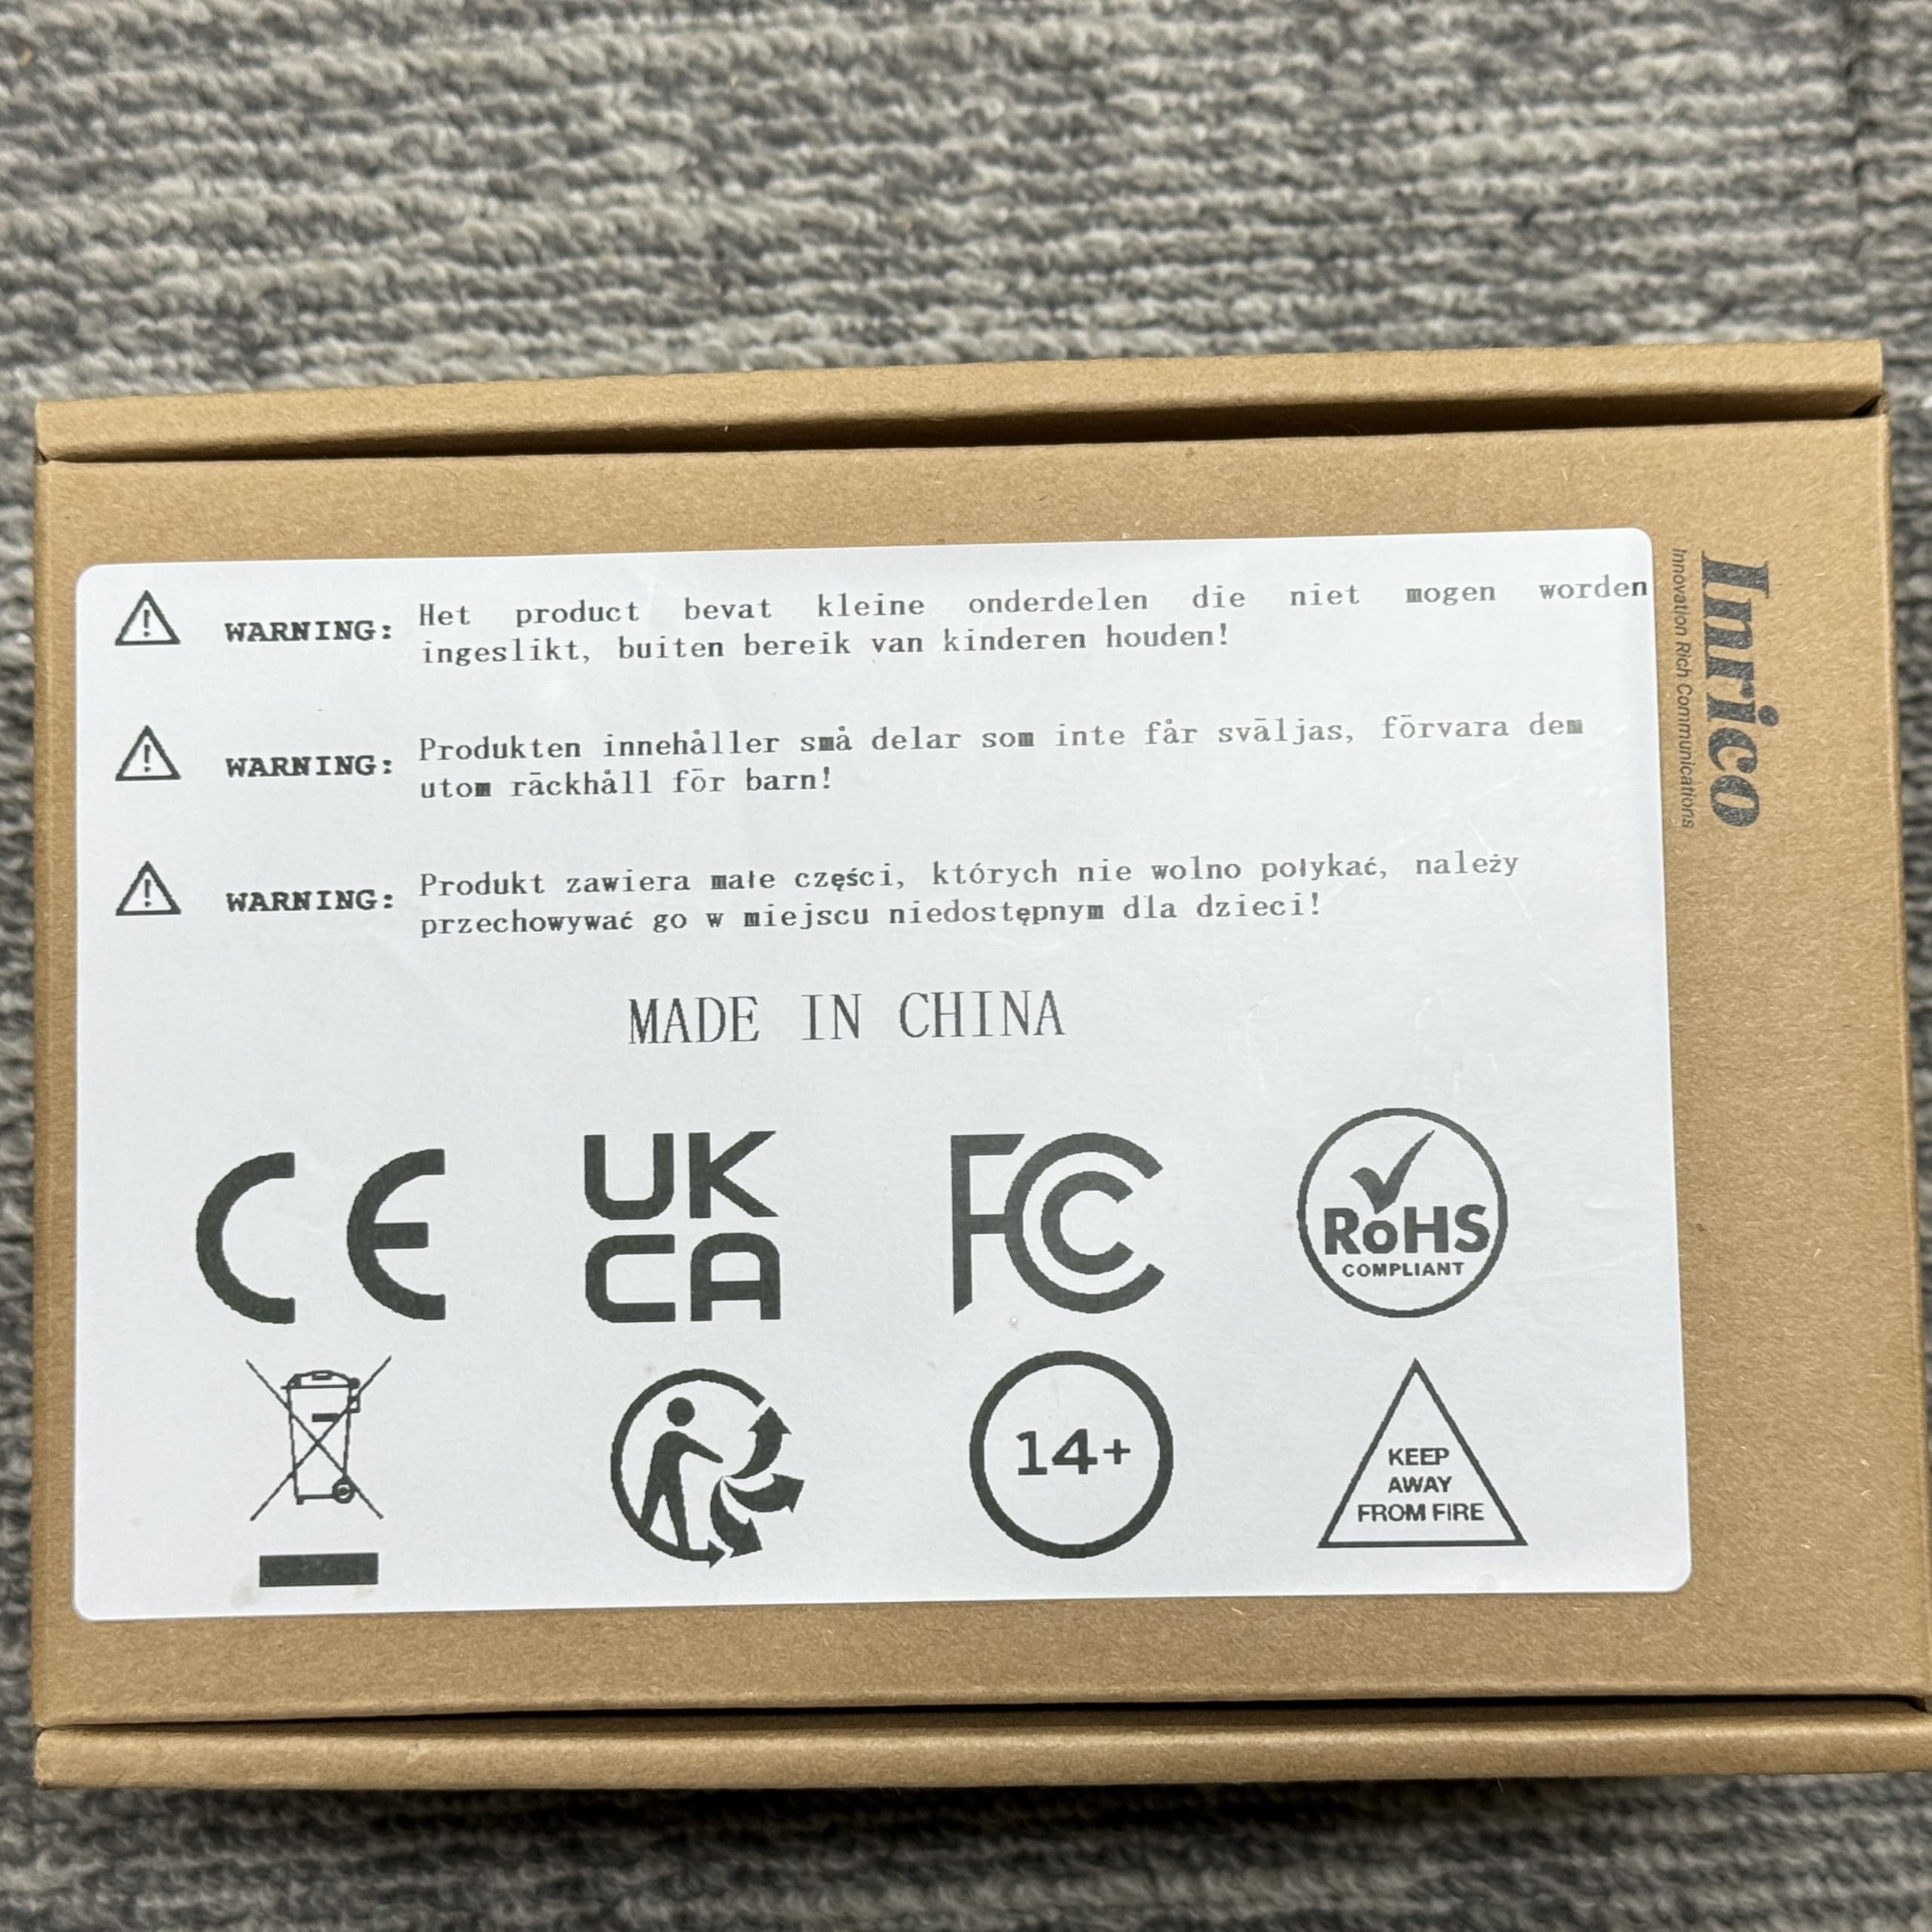 WARNING: Het product bevat kleine onderdelen die niet mogen worden
ingeslikt, buiten bereik van kinderen houden!
WARNING: Produkten innehåller små delar som inte får sväljas, förvara dem
utom räckhåll för barn!
WARNING: Produkt zawiera małe części, których nie wolno połykać, należy
przechowywać go w miejscu niedostępnym dla dzieci!
MADE IN CHINA
CE
UK
CA
FC
RoHS
COMPLIANT
14+
KEEP
AWAY
FROM FIRE
Inrico
Innovation Rich Communications